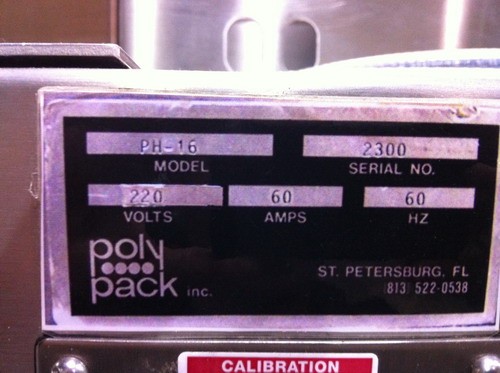 PH-16 2300
MODEL SERIAL NO.
220 60 60
VOLTS AMPS HZ
poly
pack inc.
ST. PETERSBURG, FL
(813) 522-0538
CALIBRATION